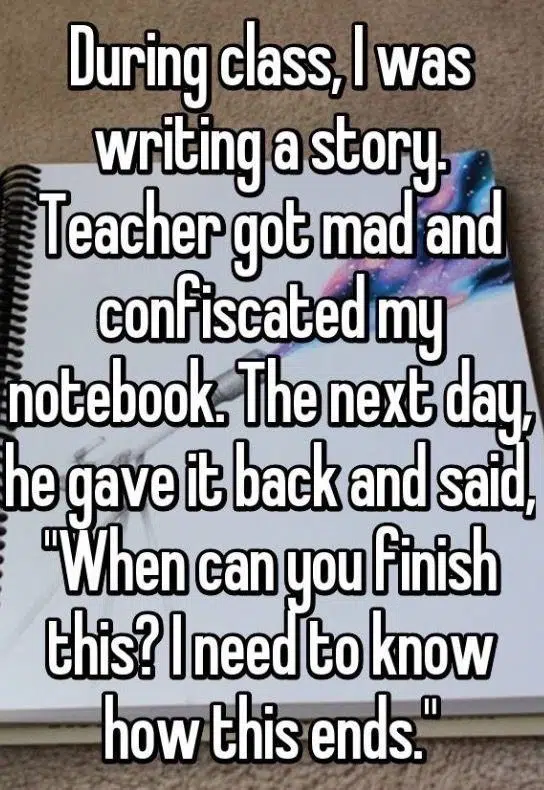 During class, I was
writing a story.
Teacher got mad and
confiscated my
notebook. The next day,
he gave it back and said,
"When can you finish
this? I need to know
how this ends."